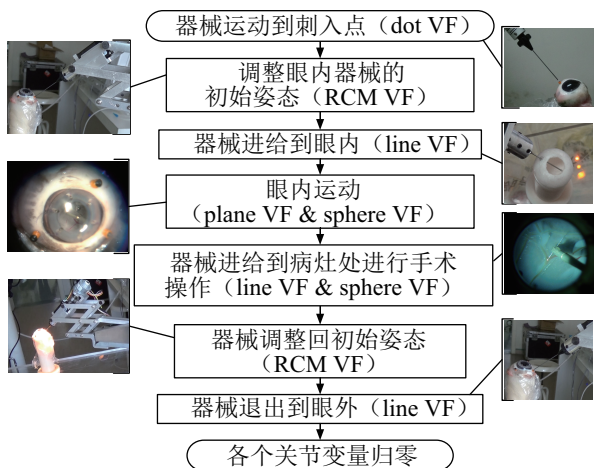 器械运动到刺入点（dot VF）
调整眼内器械的
初始姿态（RCM VF）
器械进给到眼内（line VF）
眼内运动
(plane VF & sphere VF)
器械进给到病灶处进行手术
操作（line VF & sphere VF）
器械调整回初始姿态
(RCM VF)
器械退出到眼外（line VF）
各个关节变量归零